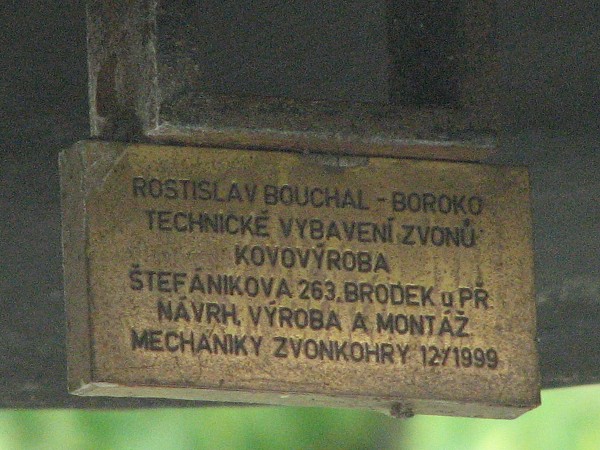 ROSTISLAV BOUCHAL - BOROKO
TECHNICKÉ VYBAVENÍ ZVONŮ
KOVOVÝROBA
ŠTEFÁNIKOVA 263. BRODEK u PŘ.
NÁVRH, VÝROBA A MONTÁŽ
MECHANIKY ZVONKOHRY 12/1999